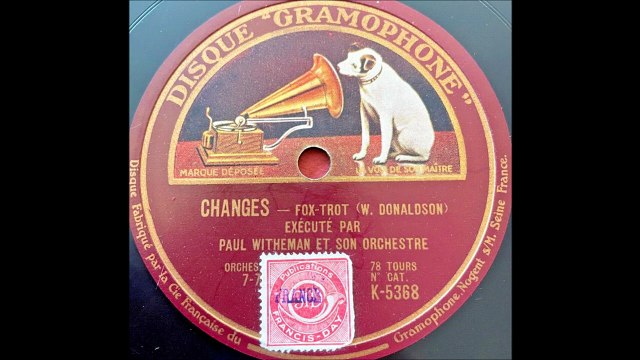 DISQUE "GRAMOPHONE"
MARQUE DÉPOSÉE
LA VOIX DE SON MAÎTRE
CHANGES — FOX-TROT (W. DONALDSON)
EXÉCUTÉ PAR
PAUL WITHEMAN ET SON ORCHESTRE
78 TOURS
N° CAT.
K-5368
Publications
FRANCE
FRANCIS-DAY
Disque Fabriqué par la Cie Française du Gramophone, Nogent s/M. Seine France.